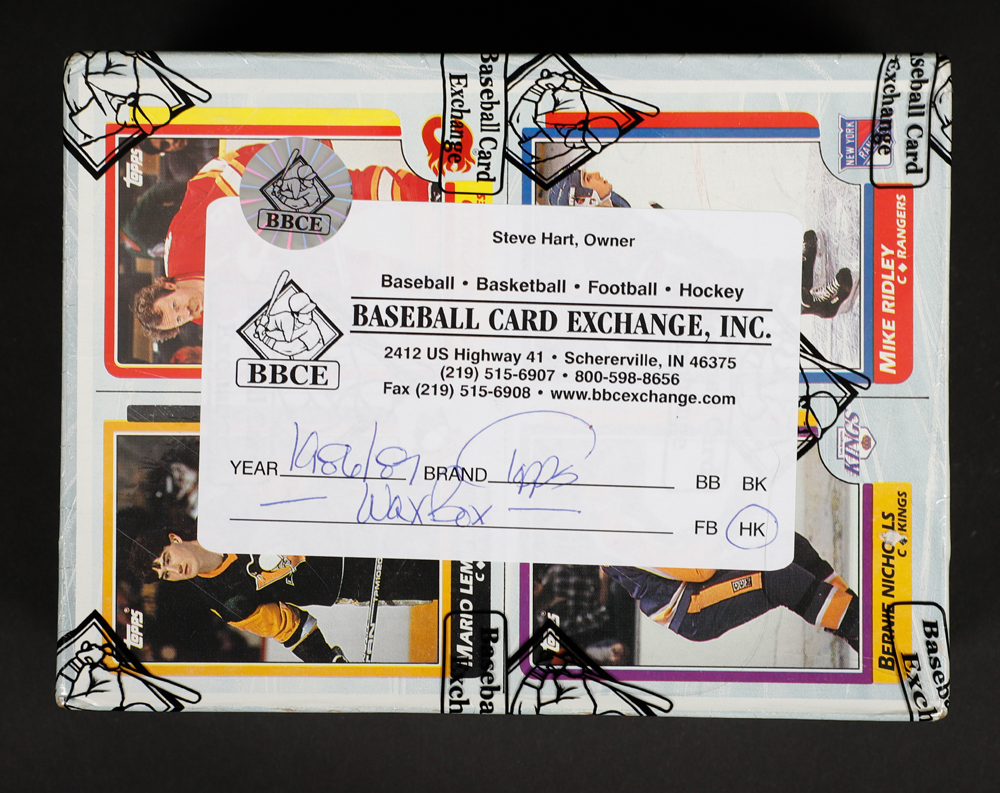 Baseball Card Exchange
Baseball Card Exchange
TOPPS
BBCE
NEW YORK
MIKE RIDLEY
C ◆ RANGERS
Steve Hart, Owner
Baseball • Basketball • Football • Hockey
BASEBALL CARD EXCHANGE, INC.
BBCE
2412 US Highway 41 • Schererville, IN 46375
(219) 515-6907 • 800-598-8656
Fax (219) 515-6908 • www.bbcexchange.com
YEAR 1986/87 BRAND Topps BB BK
Wax Box FB HK
KINGS
BERNIE NICHOLLS
C ◆ KINGS
TOPPS
MARIO LEM
C ◆
Baseba
Exch
Baseb
Exch